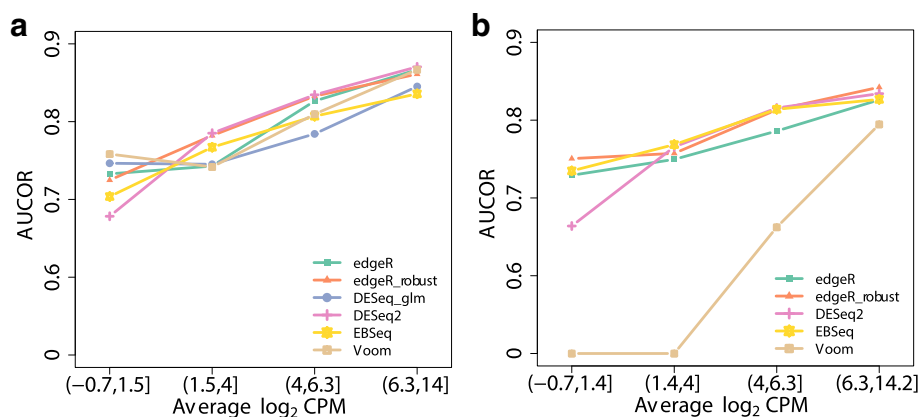 a
0.9
0.8
0.7
0.6
0
AUCOR
edgeR
edgeR_robust
DESeq_glm
DESeq2
EBSeq
Voom
(−0.7,1.5] (1.5,4] (4,6.3] (6.3,14]
Average log2 CPM
b
0.9
0.8
0.7
0.6
0
AUCOR
edgeR
edgeR_robust
DESeq2
EBSeq
Voom
(−0.7,1.4] (1.4,4] (4,6.3] (6.3,14.2]
Average log2 CPM